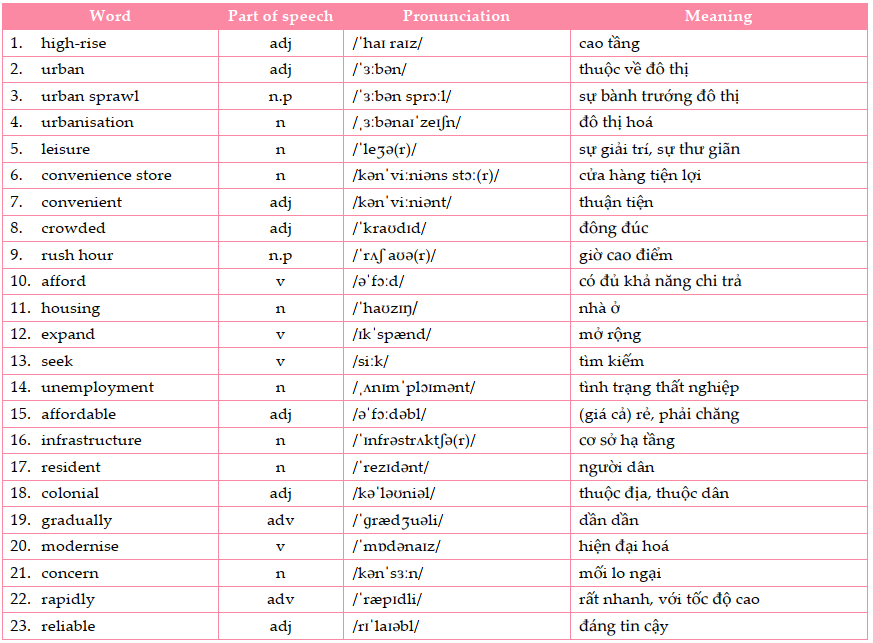 Word Part of speech Pronunciation Meaning
1. high-rise adj /ˈhaɪ raɪz/ cao tầng
2. urban adj /ˈɜːbən/ thuộc về đô thị
3. urban sprawl n.p /ˈɜːbən sprɔːl/ sự bành trướng đô thị
4. urbanisation n /ˌɜːbənaɪˈzeɪʃn/ đô thị hoá
5. leisure n /ˈleʒə(r)/ sự giải trí, sự thư giãn
6. convenience store n /kənˈviːniəns stɔː(r)/ cửa hàng tiện lợi
7. convenient adj /kənˈviːniənt/ thuận tiện
8. crowded adj /ˈkraʊdɪd/ đông đúc
9. rush hour n.p /ˈrʌʃ aʊə(r)/ giờ cao điểm
10. afford v /əˈfɔːd/ có đủ khả năng chi trả
11. housing n /ˈhaʊzɪŋ/ nhà ở
12. expand v /ɪkˈspænd/ mở rộng
13. seek v /siːk/ tìm kiếm
14. unemployment n /ˌʌnɪmˈplɔɪmənt/ tình trạng thất nghiệp
15. affordable adj /əˈfɔːdəbl/ (giá cả) rẻ, phải chăng
16. infrastructure n /ˈɪnfrəstrʌktʃə(r)/ cơ sở hạ tầng
17. resident n /ˈrezɪdənt/ người dân
18. colonial adj /kəˈləʊniəl/ thuộc địa, thuộc dân
19. gradually adv /ˈɡrædʒuəli/ dần dần
20. modernise v /ˈmɒdənaɪz/ hiện đại hoá
21. concern n /kənˈsɜːn/ mối lo ngại
22. rapidly adv /ˈræpɪdli/ rất nhanh, với tốc độ cao
23. reliable adj /rɪˈlaɪəbl/ đáng tin cậy